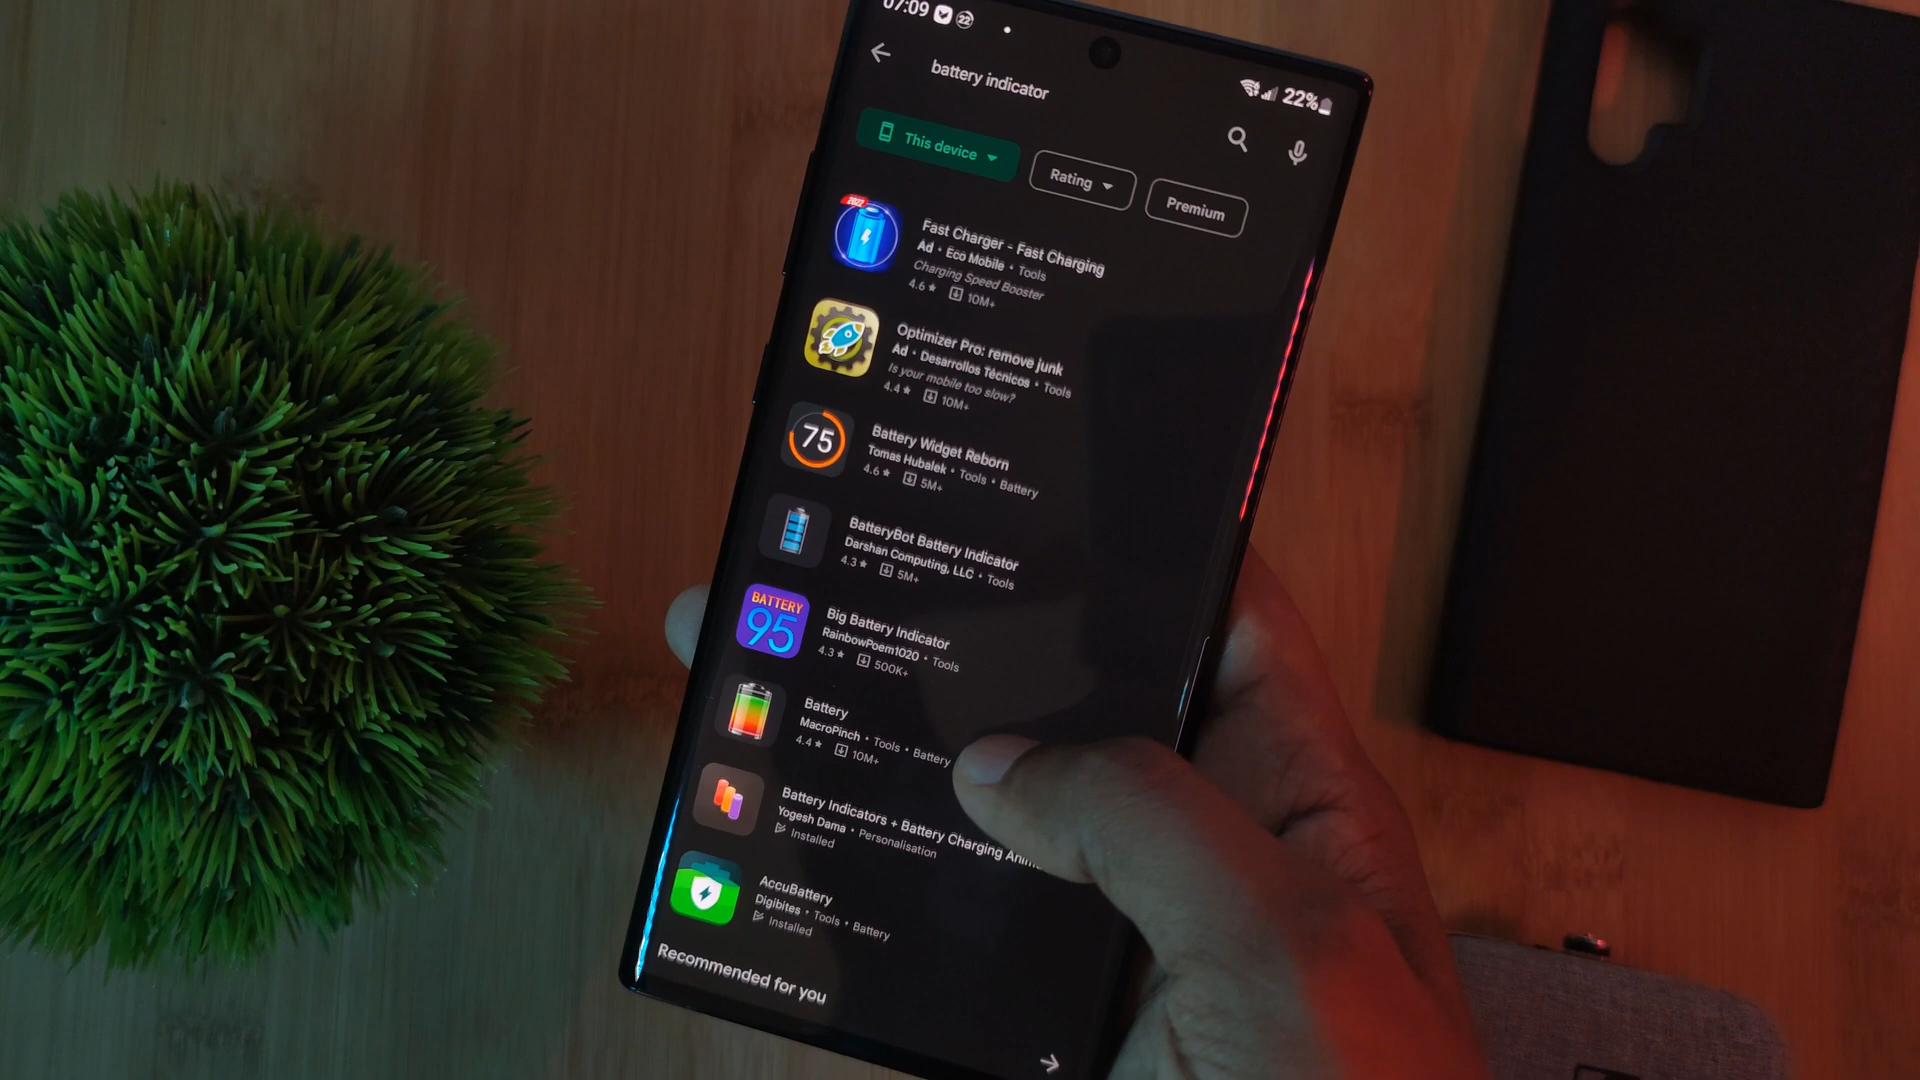 07:09 22
22%
battery indicator
This device
Rating
Premium
2022
Fast Charger - Fast Charging
Ad • Eco Mobile • Tools
Charging Speed Booster
4.6★ 10M+
Optimizer Pro: remove junk
Ad • Desarrollos Técnicos • Tools
Is your mobile too slow?
4.4★ 10M+
75
Battery Widget Reborn
Tomas Hubalek • Tools • Battery
4.6★ 5M+
BatteryBot Battery Indicator
Darshan Computing, LLC • Tools
4.3★ 5M+
BATTERY
95
Big Battery Indicator
RainbowPoem1020 • Tools
4.3★ 500K+
Battery
MacroPinch • Tools • Battery
4.4★ 10M+
Battery Indicators + Battery Charging Anim...
Yogesh Dama • Personalisation
Installed
AccuBattery
Digibites • Tools • Battery
Installed
Recommended for you